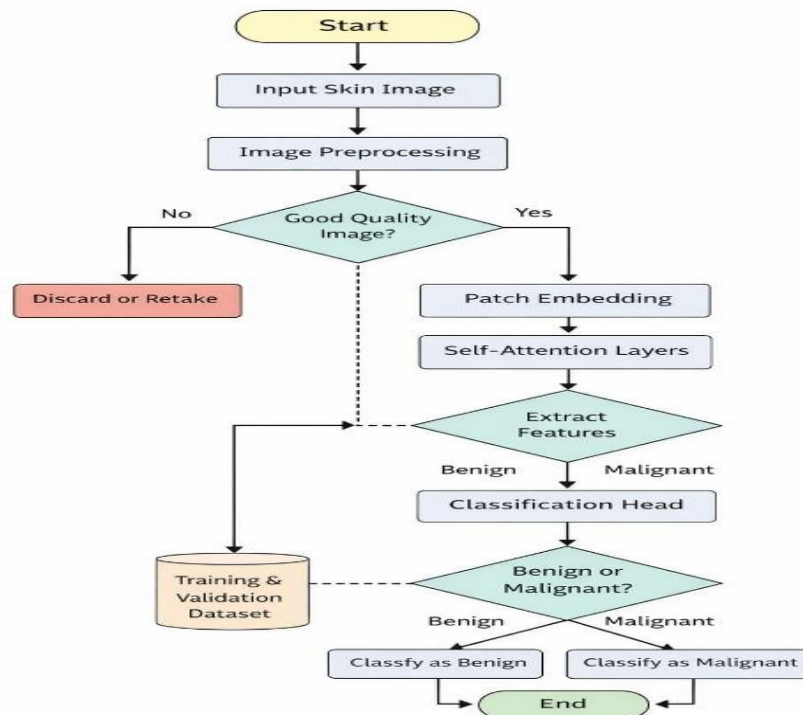 Start
Input Skin Image
Image Preprocessing
No
Good Quality
Image?
Yes
Discard or Retake
Patch Embedding
Self-Attention Layers
Extract
Features
Benign
Malignant
Classification Head
Training &
Validation
Dataset
Benign or
Malignant?
Benign
Malignant
Classfy as Benign
Classify as Malignant
End